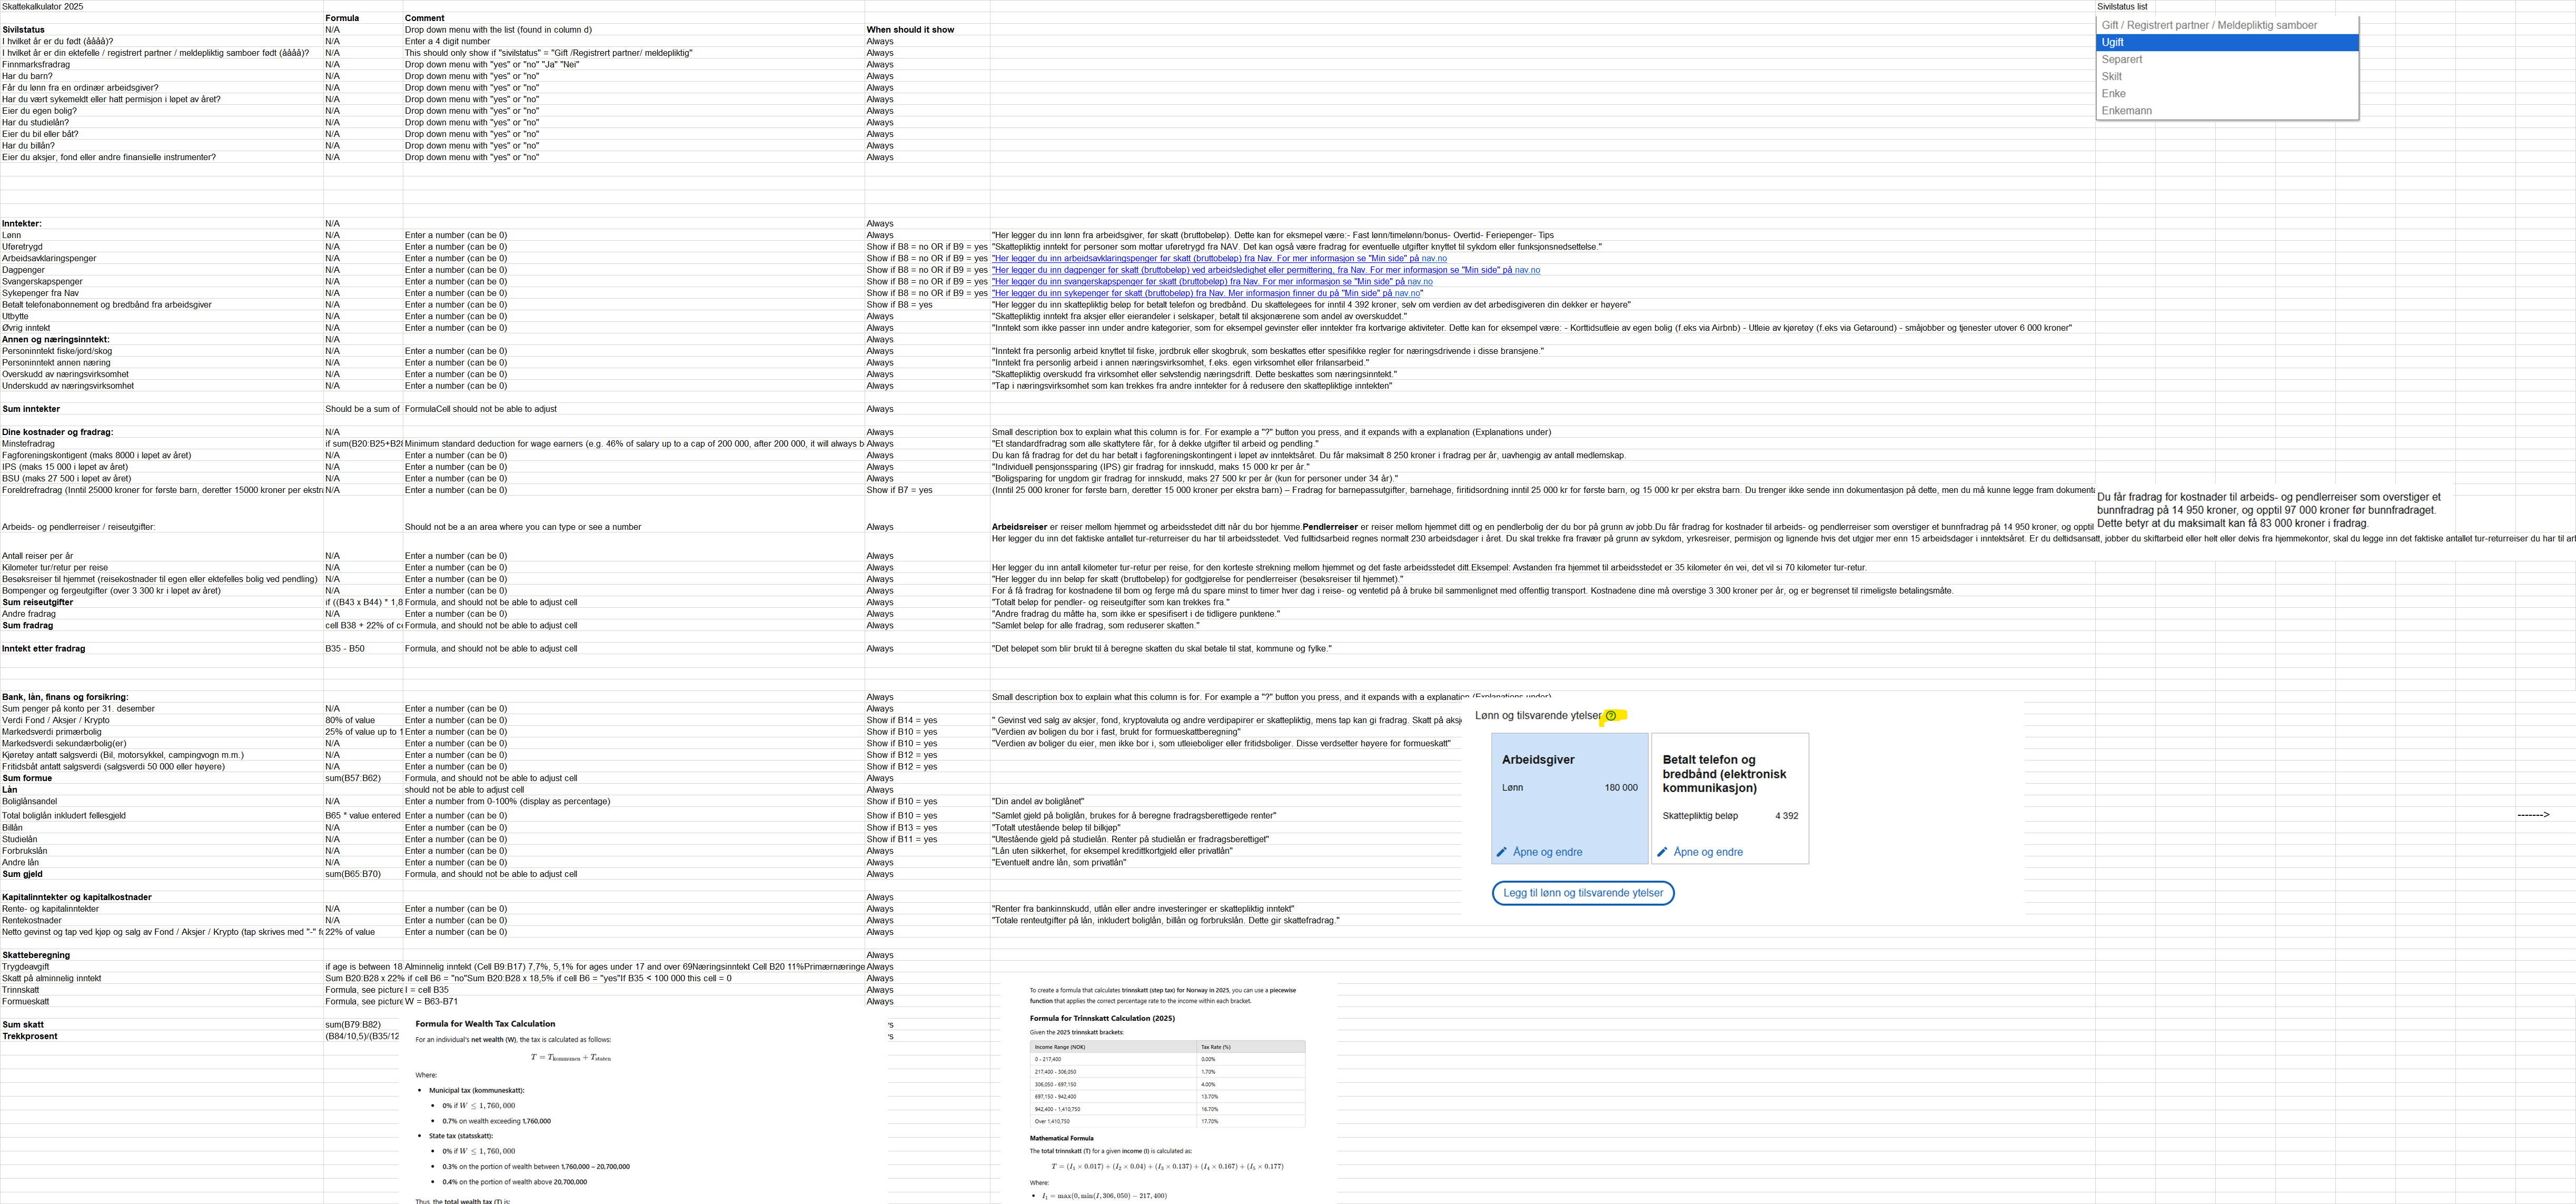 Skattekalkulator 2025 Sivilstatus list
Formula Comment
Sivilstatus N/A Drop down menu with the list (found in column d) When should it show
I hvilket år er du født (åååå)? N/A Enter a 4 digit number Always
I hvilket år er din ektefelle / registrert partner / meldepliktig samboer født (åååå)? N/A This should only show if "sivilstatus" = "Gift /Registrert partner/ meldepliktig" Always
Finnmarksfradrag N/A Drop down menu with "yes" or "no" "Ja" "Nei" Always
Har du barn? N/A Drop down menu with "yes" or "no" Always
Får du lønn fra en ordinær arbeidsgiver? N/A Drop down menu with "yes" or "no" Always
Har du vært sykemeldt eller hatt permisjon i løpet av året? N/A Drop down menu with "yes" or "no" Always
Eier du egen bolig? N/A Drop down menu with "yes" or "no" Always
Har du studielån? N/A Drop down menu with "yes" or "no" Always
Eier du bil eller båt? N/A Drop down menu with "yes" or "no" Always
Har du billån? N/A Drop down menu with "yes" or "no" Always
Eier du aksjer, fond eller andre finansielle instrumenter? N/A Drop down menu with "yes" or "no" Always
Gift / Registrert partner / Meldepliktig samboer
Ugift
Separert
Skilt
Enke
Enkemann
Inntekter: N/A Always
Lønn N/A Enter a number (can be 0) Always "Her legger du inn lønn fra arbeidsgiver, før skatt (bruttobeløp). Dette kan for eksmepel være:- Fast lønn/timelønn/bonus- Overtid- Feriepenger- Tips
Uføretrygd N/A Enter a number (can be 0) Show if B8 = no OR if B9 = yes "Skattepliktig inntekt for personer som mottar uføretrygd fra NAV. Det kan også være fradrag for eventuelle utgifter knyttet til sykdom eller funksjonsnedsettelse."
Arbeidsavklaringspenger N/A Enter a number (can be 0) Show if B8 = no OR if B9 = yes "Her legger du inn arbeidsavklaringspenger før skatt (bruttobeløp) fra Nav. For mer informasjon se "Min side" på nav.no
Dagpenger N/A Enter a number (can be 0) Show if B8 = no OR if B9 = yes "Her legger du inn dagpenger før skatt (bruttobeløp) ved arbeidsledighet eller permittering, fra Nav. For mer informasjon se "Min side" på nav.no
Svangerskapspenger N/A Enter a number (can be 0) Show if B8 = no OR if B9 = yes "Her legger du inn svangerskapspenger før skatt (bruttobeløp) fra Nav. For mer informasjon se "Min side" på nav.no
Sykepenger fra Nav N/A Enter a number (can be 0) Show if B8 = no OR if B9 = yes "Her legger du inn sykepenger før skatt (bruttobeløp) fra Nav. Mer informasjon finner du på "Min side" på nav.no"
Betalt telefonabonnement og bredbånd fra arbeidsgiver N/A Enter a number (can be 0) Show if B8 = yes "Her legger du inn skattepliktig beløp for betalt telefon og bredbånd. Du skattelegees for inntil 4 392 kroner, selv om verdien av det arbedisgiveren din dekker er høyere"
Utbytte N/A Enter a number (can be 0) Always "Skattepliktig inntekt fra aksjer eller eierandeler i selskaper, betalt til aksjonærene som andel av overskuddet."
Øvrig inntekt N/A Enter a number (can be 0) Always "Inntekt som ikke passer inn under andre kategorier, som for eksempel gevinster eller inntekter fra kortvarige aktiviteter. Dette kan for eksempel være: - Korttidsutleie av egen bolig (f.eks via Airbnb) - Utleie av kjøretøy (f.eks via Getaround) - småjobber og tjenester utover 6 000 kroner"
Annen og næringsinntekt: N/A Always
Personinntekt fiske/jord/skog N/A Enter a number (can be 0) Always "Inntekt fra personlig arbeid knyttet til fiske, jordbruk eller skogbruk, som beskattes etter spesifikke regler for næringsdrivende i disse bransjene."
Personinntekt annen næring N/A Enter a number (can be 0) Always "Inntekt fra personlig arbeid i annen næringsvirksomhet, f.eks. egen virksomhet eller frilansarbeid."
Overskudd av næringsvirksomhet N/A Enter a number (can be 0) Always "Skattepliktig overskudd fra virksomhet eller selvstendig næringsdrift. Dette beskattes som næringsinntekt."
Underskudd av næringsvirksomhet N/A Enter a number (can be 0) Always "Tap i næringsvirksomhet som kan trekkes fra andre inntekter for å redusere den skattepliktige inntekten"
Sum inntekter Should be a sum of FormulaCell should not be able to adjust Always
Dine kostnader og fradrag: N/A Always Small description box to explain what this column is for. For example a "?" button you press, and it expands with a explanation (Explanations under)
Minstefradrag if sum(B20:B25+B28 Minimum standard deduction for wage earners (e.g. 46% of salary up to a cap of 200 000, after 200 000, it will always b Always "Et standardfradrag som alle skattytere får, for å dekke utgifter til arbeid og pendling."
Fagforeningskontigent (maks 8000 i løpet av året) N/A Enter a number (can be 0) Always Du kan få fradrag for det du har betalt i fagforeningskontingent i løpet av inntektsåret. Du får maksimalt 8 250 kroner i fradrag per år, uavhengig av antall medlemskap.
IPS (maks 15 000 i løpet av året) N/A Enter a number (can be 0) Always "Individuell pensjonssparing (IPS) gir fradrag for innskudd, maks 15 000 kr per år."
BSU (maks 27 500 i løpet av året) N/A Enter a number (can be 0) Always "Boligsparing for ungdom gir fradrag for innskudd, maks 27 500 kr per år (kun for personer under 34 år)."
Foreldrefradrag (Inntil 25000 kroner for første barn, deretter 15000 kroner per ekstra N/A Enter a number (can be 0) Show if B7 = yes (Inntil 25 000 kroner for første barn, deretter 15 000 kroner per ekstra barn) – Fradrag for barnepassutgifter, barnehage, firitidsordning inntil 25 000 kr for første barn, og 15 000 kr per ekstra barn. Du trenger ikke sende inn dokumentasjon på dette, men du må kunne legge fram dokumenta
Du får fradrag for kostnader til arbeids- og pendlerreiser som overstiger et
bunnfradrag på 14 950 kroner, og opptil 97 000 kroner før bunnfradraget.
Dette betyr at du maksimalt kan få 83 000 kroner i fradrag.
Arbeids- og pendlerreiser / reiseutgifter: Should not be a an area where you can type or see a number Always Arbeidsreiser er reiser mellom hjemmet og arbeidsstedet ditt når du bor hjemme.Pendlerreiser er reiser mellom hjemmet ditt og en pendlerbolig der du bor på grunn av jobb.Du får fradrag for kostnader til arbeids- og pendlerreiser som overstiger et bunnfradrag på 14 950 kroner, og opptil
Her legger du inn det faktiske antallet tur-returreiser du har til arbeidsstedet. Ved fulltidsarbeid regnes normalt 230 arbeidsdager i året. Du skal trekke fra fravær på grunn av sykdom, yrkesreiser, permisjon og lignende hvis det utgjør mer enn 15 arbeidsdager i inntektsåret. Er du deltidsansatt, jobber du skiftarbeid eller helt eller delvis fra hjemmekontor, skal du legge inn det faktiske antallet tur-returreiser du har til arb
Antall reiser per år N/A Enter a number (can be 0) Always
Kilometer tur/retur per reise N/A Enter a number (can be 0) Always Her legger du inn antall kilometer tur-retur per reise, for den korteste strekning mellom hjemmet og det faste arbeidsstedet ditt.Eksempel: Avstanden fra hjemmet til arbeidsstedet er 35 kilometer én vei, det vil si 70 kilometer tur-retur.
Besøksreiser til hjemmet (reisekostnader til egen eller ektefelles bolig ved pendling) N/A Enter a number (can be 0) Always "Her legger du inn beløp før skatt (bruttobeløp) for godtgjørelse for pendlerreiser (besøksreiser til hjemmet)."
Bompenger og fergeutgifter (over 3 300 kr i løpet av året) N/A Enter a number (can be 0) Always For å få fradrag for kostnadene til bom og ferge må du spare minst to timer hver dag i reise- og ventetid på å bruke bil sammenlignet med offentlig transport. Kostnadene dine må overstige 3 300 kroner per år, og er begrenset til rimeligste betalingsmåte.
Sum reiseutgifter if ((B43 x B44) * 1,8 Formula, and should not be able to adjust cell Always "Totalt beløp for pendler- og reiseutgifter som kan trekkes fra."
Andre fradrag N/A Enter a number (can be 0) Always "Andre fradrag du måtte ha, som ikke er spesifisert i de tidligere punktene."
Sum fradrag cell B38 + 22% of ce Formula, and should not be able to adjust cell Always "Samlet beløp for alle fradrag, som reduserer skatten."
Inntekt etter fradrag B35 - B50 Formula, and should not be able to adjust cell Always "Det beløpet som blir brukt til å beregne skatten du skal betale til stat, kommune og fylke."
Bank, lån, finans og forsikring: Always Small description box to explain what this column is for. For example a "?" button you press, and it expands with a explanation (Explanations under)
Sum penger på konto per 31. desember N/A Enter a number (can be 0) Always
Verdi Fond / Aksjer / Krypto 80% of value Enter a number (can be 0) Show if B14 = yes " Gevinst ved salg av aksjer, fond, kryptovaluta og andre verdipapirer er skattepliktig, mens tap kan gi fradrag. Skatt på aksj
Markedsverdi primærbolig 25% of value up to 1 Enter a number (can be 0) Show if B10 = yes "Verdien av boligen du bor i fast, brukt for formueskattberegning"
Markedsverdi sekundærbolig(er) N/A Enter a number (can be 0) Show if B10 = yes "Verdien av boliger du eier, men ikke bor i, som utleieboliger eller fritidsboliger. Disse verdsetter høyere for formueskatt"
Kjøretøy antatt salgsverdi (Bil, motorsykkel, campingvogn m.m.) N/A Enter a number (can be 0) Show if B12 = yes
Fritidsbåt antatt salgsverdi (salgsverdi 50 000 eller høyere) N/A Enter a number (can be 0) Show if B12 = yes
Sum formue sum(B57:B62) Formula, and should not be able to adjust cell Always
Lån should not be able to adjust cell Always
Boliglånsandel N/A Enter a number from 0-100% (display as percentage) Show if B10 = yes "Din andel av boliglånet"
Total boliglån inkludert fellesgjeld B65 * value entered Enter a number (can be 0) Show if B10 = yes "Samlet gjeld på boliglån, brukes for å beregne fradragsberettigede renter"
Billån N/A Enter a number (can be 0) Show if B13 = yes "Totalt utestående beløp til bilkjøp"
Studielån N/A Enter a number (can be 0) Show if B11 = yes "Utestående gjeld på studielån. Renter på studielån er fradragsberettiget"
Forbrukslån N/A Enter a number (can be 0) Always "Lån uten sikkerhet, for eksempel kredittkortgjeld eller privatlån"
Andre lån N/A Enter a number (can be 0) Always "Eventuelt andre lån, som privatlån"
Sum gjeld sum(B65:B70) Formula, and should not be able to adjust cell Always
Lønn og tilsvarende ytelser ?
Arbeidsgiver
Lønn 180 000
Åpne og endre
Betalt telefon og
bredbånd (elektronisk
kommunikasjon)
Skattepliktig beløp 4 392
Åpne og endre
Legg til lønn og tilsvarende ytelser
------->
Kapitalinntekter og kapitalkostnader Always
Rente- og kapitalinntekter N/A Enter a number (can be 0) Always "Renter fra bankinnskudd, utlån eller andre investeringer er skattepliktig inntekt"
Rentekostnader N/A Enter a number (can be 0) Always "Totale renteutgifter på lån, inkludert boliglån, billån og forbrukslån. Dette gir skattefradrag."
Netto gevinst og tap ved kjøp og salg av Fond / Aksjer / Krypto (tap skrives med "-" fo 22% of value Enter a number (can be 0) Always
Skatteberegning Always
Trygdeavgift if age is between 18 Alminnelig inntekt (Cell B9:B17) 7,7%, 5,1% for ages under 17 and over 69Næringsinntekt Cell B20 11%Primærnæringe Always
Skatt på alminnelig inntekt Sum B20:B28 x 22% if cell B6 = "no"Sum B20:B28 x 18,5% if cell B6 = "yes"If B35 < 100 000 this cell = 0 Always
Trinnskatt Formula, see picture I = cell B35 Always
Formueskatt Formula, see picture W = B63-B71 Always
Sum skatt sum(B79:B82)
Trekkprosent (B84/10,5)/(B35/12
Formula for Wealth Tax Calculation
For an individual's net wealth (W), the tax is calculated as follows:
T = Tkommunen + Tstaten
Where:
• Municipal tax (kommuneskatt):
• 0% if W ≤ 1,760,000
• 0.7% on wealth exceeding 1,760,000
• State tax (statsskatt):
• 0% if W ≤ 1,760,000
• 0.3% on the portion of wealth between 1,760,000 – 20,700,000
• 0.4% on the portion of wealth above 20,700,000
Thus, the total wealth tax (T) is:
To create a formula that calculates trinnskatt (step tax) for Norway in 2025, you can use a piecewise
function that applies the correct percentage rate to the income within each bracket.
Formula for Trinnskatt Calculation (2025)
Given the 2025 trinnskatt brackets:
Income Range (NOK) Tax Rate (%)
0 - 217,400 0.00%
217,400 - 306,050 1.70%
306,050 - 697,150 4.00%
697,150 - 942,400 13.70%
942,400 - 1,410,750 16.70%
Over 1,410,750 17.70%
Mathematical Formula
The total trinnskatt (T) for a given income (I) is calculated as:
T = (I1 × 0.017) + (I2 × 0.04) + (I3 × 0.137) + (I4 × 0.167) + (I5 × 0.177)
Where:
• I1 = max(0, min(I, 306,050) − 217,400)